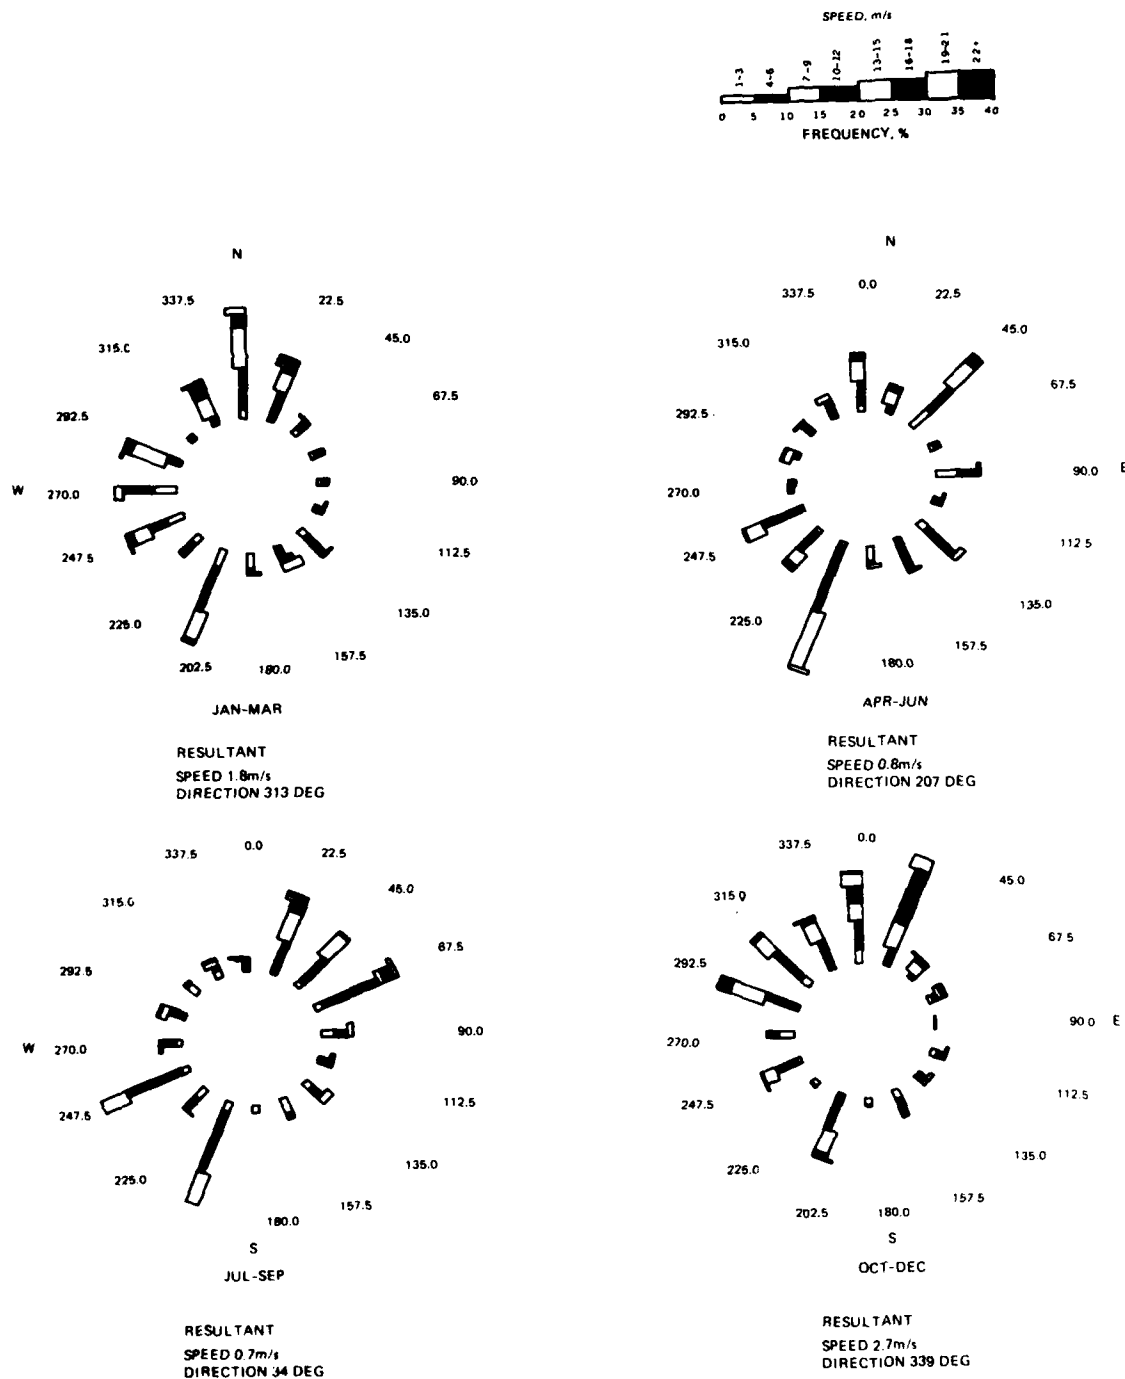 SPEED, m/s
1-3 4-6 7-9 10-12 13-15 16-18 19-21 22+
0 5 10 15 20 25 30 35 40
FREQUENCY, %
N
337.5 22.5
315.0 45.0
292.5 67.5
W 270.0 90.0
247.5 112.5
225.0 135.0
202.5 180.0 157.5
JAN-MAR
RESULTANT
SPEED 1.8m/s
DIRECTION 313 DEG
N
337.5 0.0 22.5
315.0 45.0
292.5 67.5
270.0 90.0 E
247.5 112.5
225.0 135.0
180.0 157.5
APR-JUN
RESULTANT
SPEED 0.8m/s
DIRECTION 207 DEG
337.5 0.0 22.5
315.0 45.0
292.5 67.5
W 270.0 90.0
247.5 112.5
225.0 135.0
180.0 157.5
S
JUL-SEP
RESULTANT
SPEED 0.7m/s
DIRECTION 34 DEG
337.5 0.0
315.0 45.0
292.5 67.5
270.0 90.0 E
247.5 112.5
225.0 135.0
202.5 180.0 157.5
S
OCT-DEC
RESULTANT
SPEED 2.7m/s
DIRECTION 339 DEG